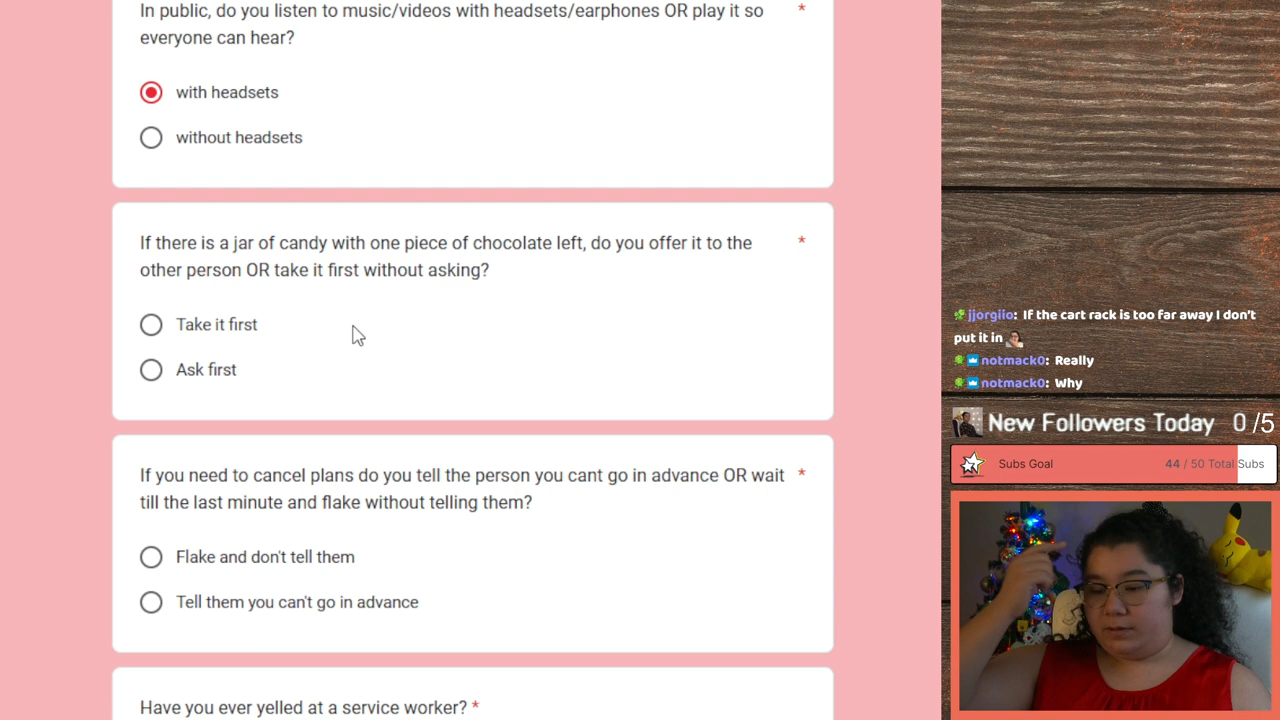 In public, do you listen to music/videos with headsets/earphones OR play it so *
everyone can hear?
with headsets
without headsets
If there is a jar of candy with one piece of chocolate left, do you offer it to the *
other person OR take it first without asking?
Take it first
Ask first
If you need to cancel plans do you tell the person you cant go in advance OR wait *
till the last minute and flake without telling them?
Flake and don't tell them
Tell them you can't go in advance
Have you ever yelled at a service worker? *
jjorgiio: If the cart rack is too far away I don't
put it in
notmack0: Really
notmack0: Why
New Followers Today 0 /5
Subs Goal 44 / 50 Total Subs